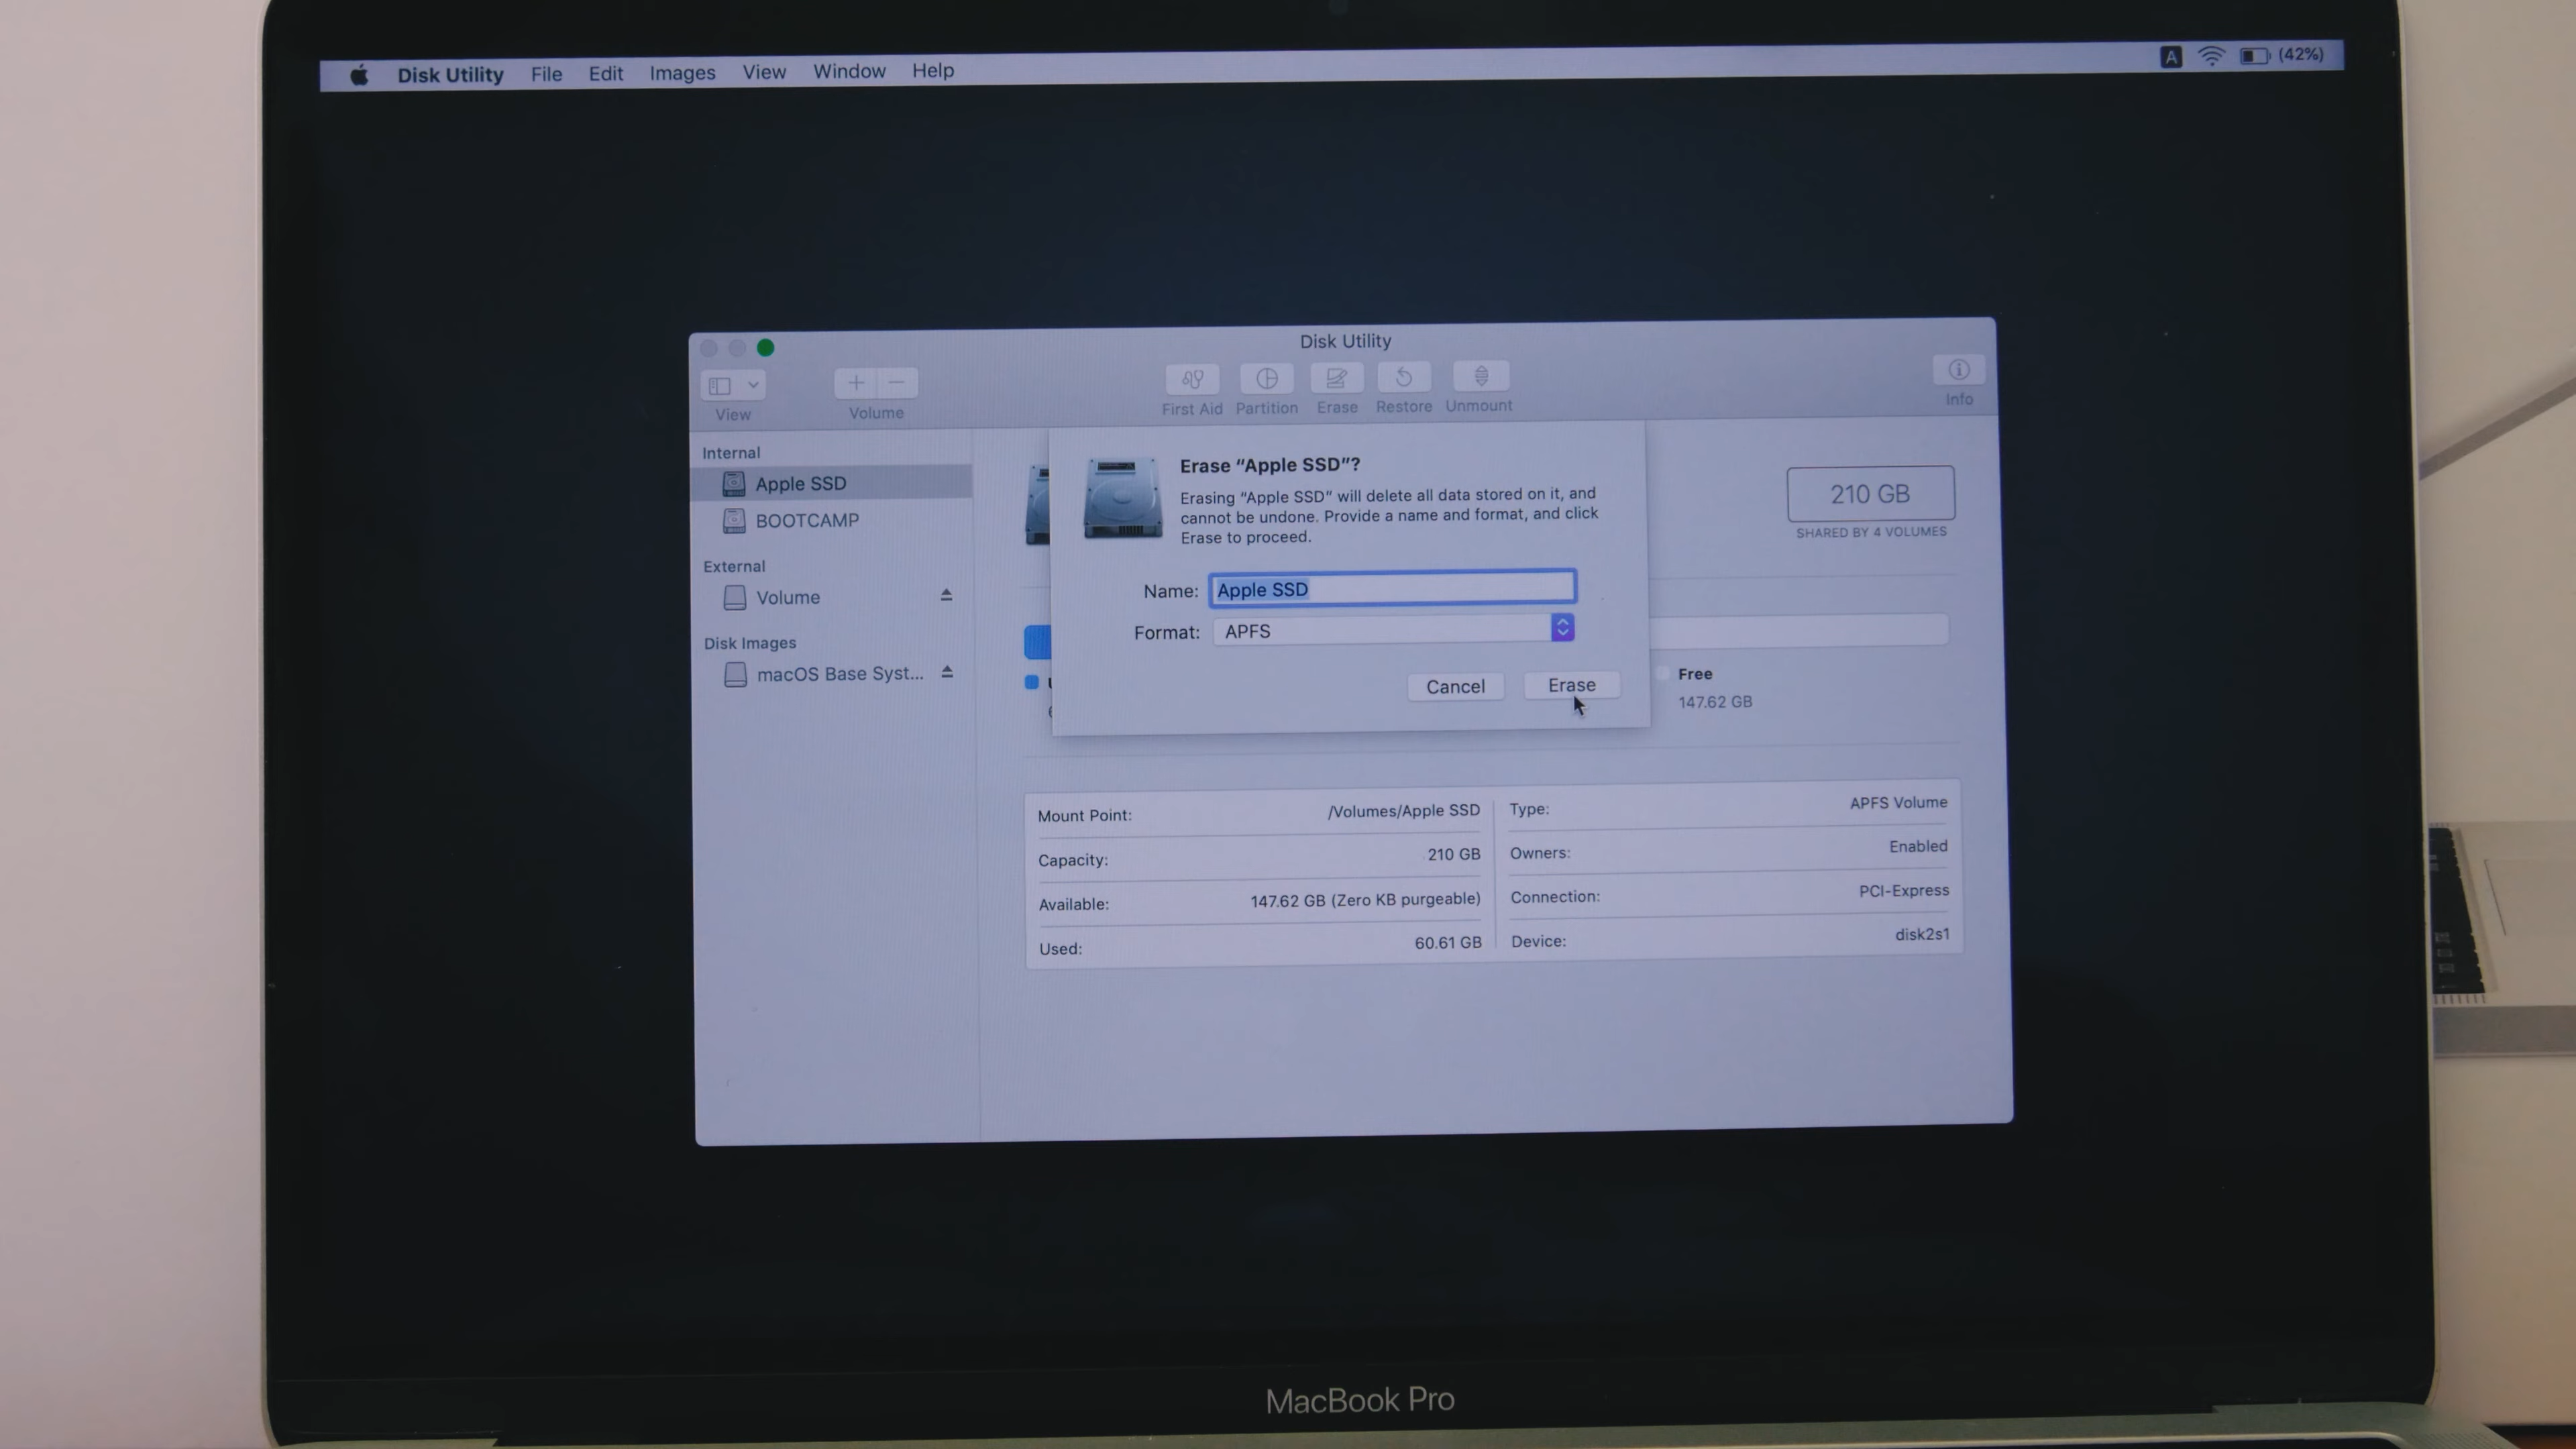 Disk Utility File Edit Images View Window Help A (42%)
Disk Utility
View Volume First Aid Partition Erase Restore Unmount Info
Internal
Apple SSD
BOOTCAMP
External
Volume
Disk Images
macOS Base Syst...
Erase “Apple SSD”?
Erasing “Apple SSD” will delete all data stored on it, and
cannot be undone. Provide a name and format, and click
Erase to proceed.
Name: Apple SSD
Format: APFS
Cancel Erase
210 GB
SHARED BY 4 VOLUMES
Free
147.62 GB
Mount Point: /Volumes/Apple SSD
Capacity: 210 GB
Available: 147.62 GB (Zero KB purgeable)
Used: 60.61 GB
Type: APFS Volume
Owners: Enabled
Connection: PCI-Express
Device: disk2s1
MacBook Pro